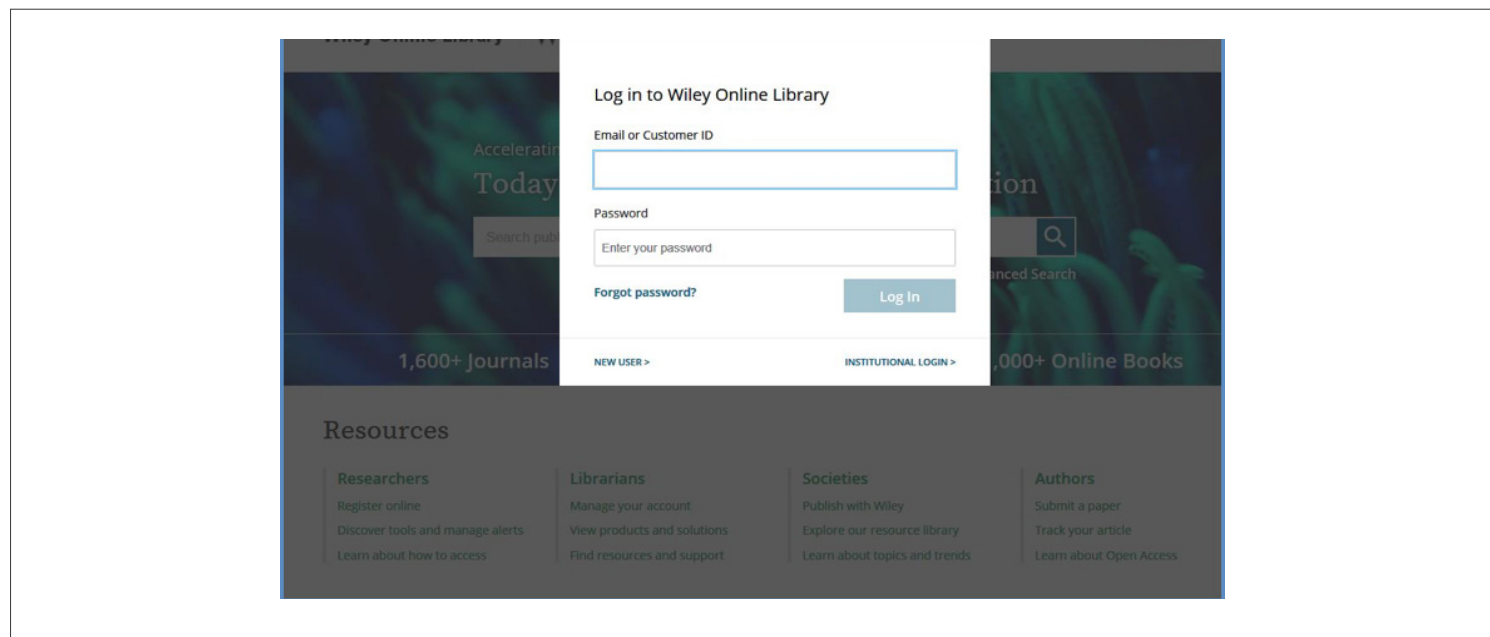 Wiley Online Library
Log in to Wiley Online Library
Email or Customer ID
Password
Enter your password
Forgot password?
Log In
NEW USER >
INSTITUTIONAL LOGIN >
Today
Search
1,600+ Journals
,000+ Online Books
Resources
Researchers
Register online
Discover tools and manage alerts
Learn about how to access
Librarians
Manage your account
View products and solutions
Find resources and support
Societies
Publish with Wiley
Explore our resource library
Learn about topics and trends
Authors
Submit a paper
Track your article
Learn about Open Access